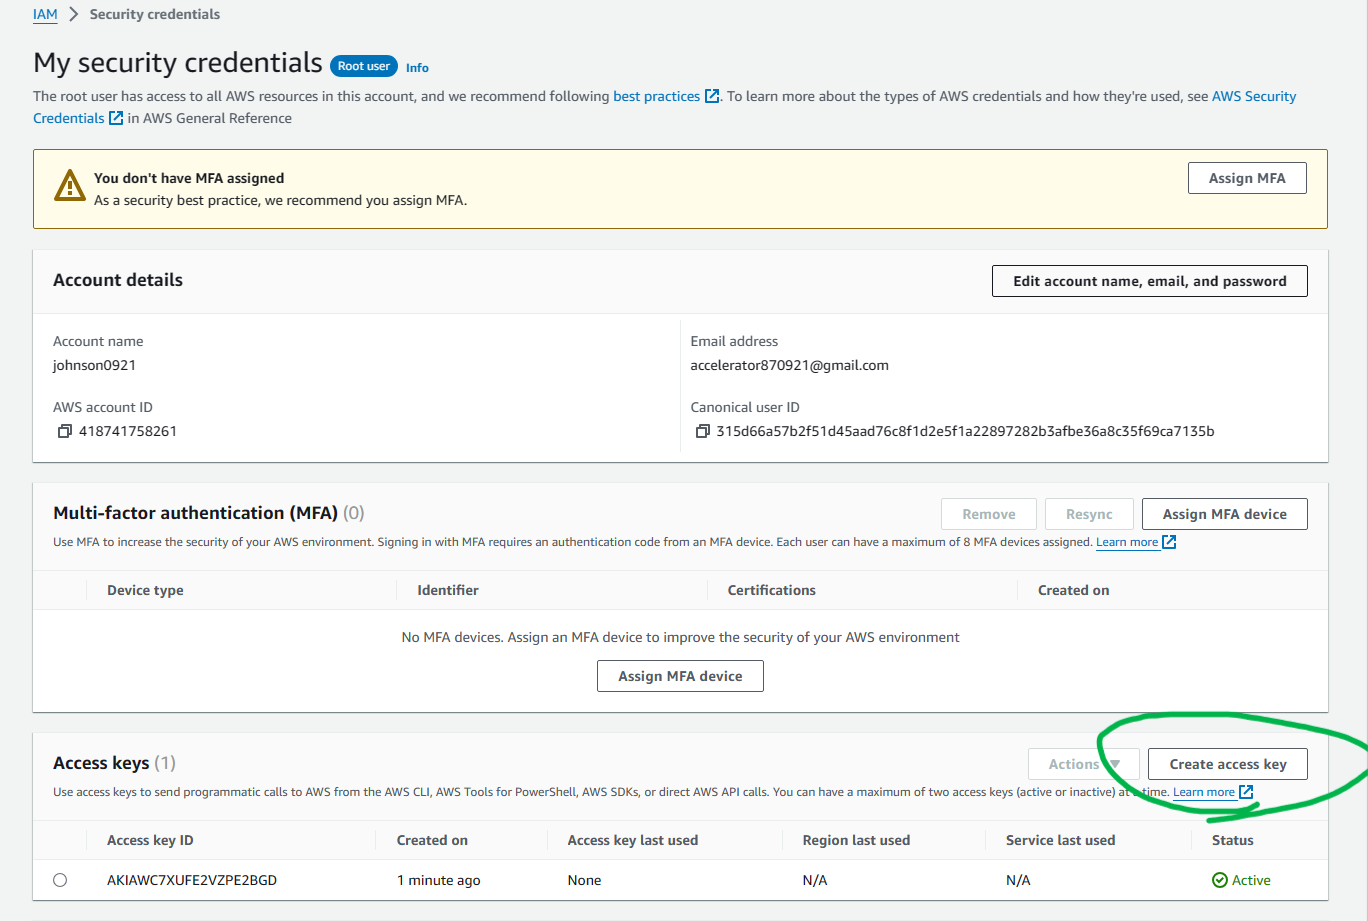 IAM > Security credentials
My security credentials Root user Info
The root user has access to all AWS resources in this account, and we recommend following best practices. To learn more about the types of AWS credentials and how they're used, see AWS Security
Credentials in AWS General Reference
You don't have MFA assigned
As a security best practice, we recommend you assign MFA.
Assign MFA
Account details
Edit account name, email, and password
Account name
johnson0921
Email address
accelerator870921@gmail.com
AWS account ID
418741758261
Canonical user ID
315d66a57b2f51d45aad76c8f1d2e5f1a22897282b3afbe36a8c35f69ca7135b
Multi-factor authentication (MFA) (0)
Remove Resync Assign MFA device
Use MFA to increase the security of your AWS environment. Signing in with MFA requires an authentication code from an MFA device. Each user can have a maximum of 8 MFA devices assigned. Learn more
Device type Identifier Certifications Created on
No MFA devices. Assign an MFA device to improve the security of your AWS environment
Assign MFA device
Access keys (1)
Actions Create access key
Use access keys to send programmatic calls to AWS from the AWS CLI, AWS Tools for PowerShell, AWS SDKs, or direct AWS API calls. You can have a maximum of two access keys (active or inactive) at a time. Learn more
Access key ID Created on Access key last used Region last used Service last used Status
AKIAWC7XUFE2VZPE2BGD 1 minute ago None N/A N/A Active